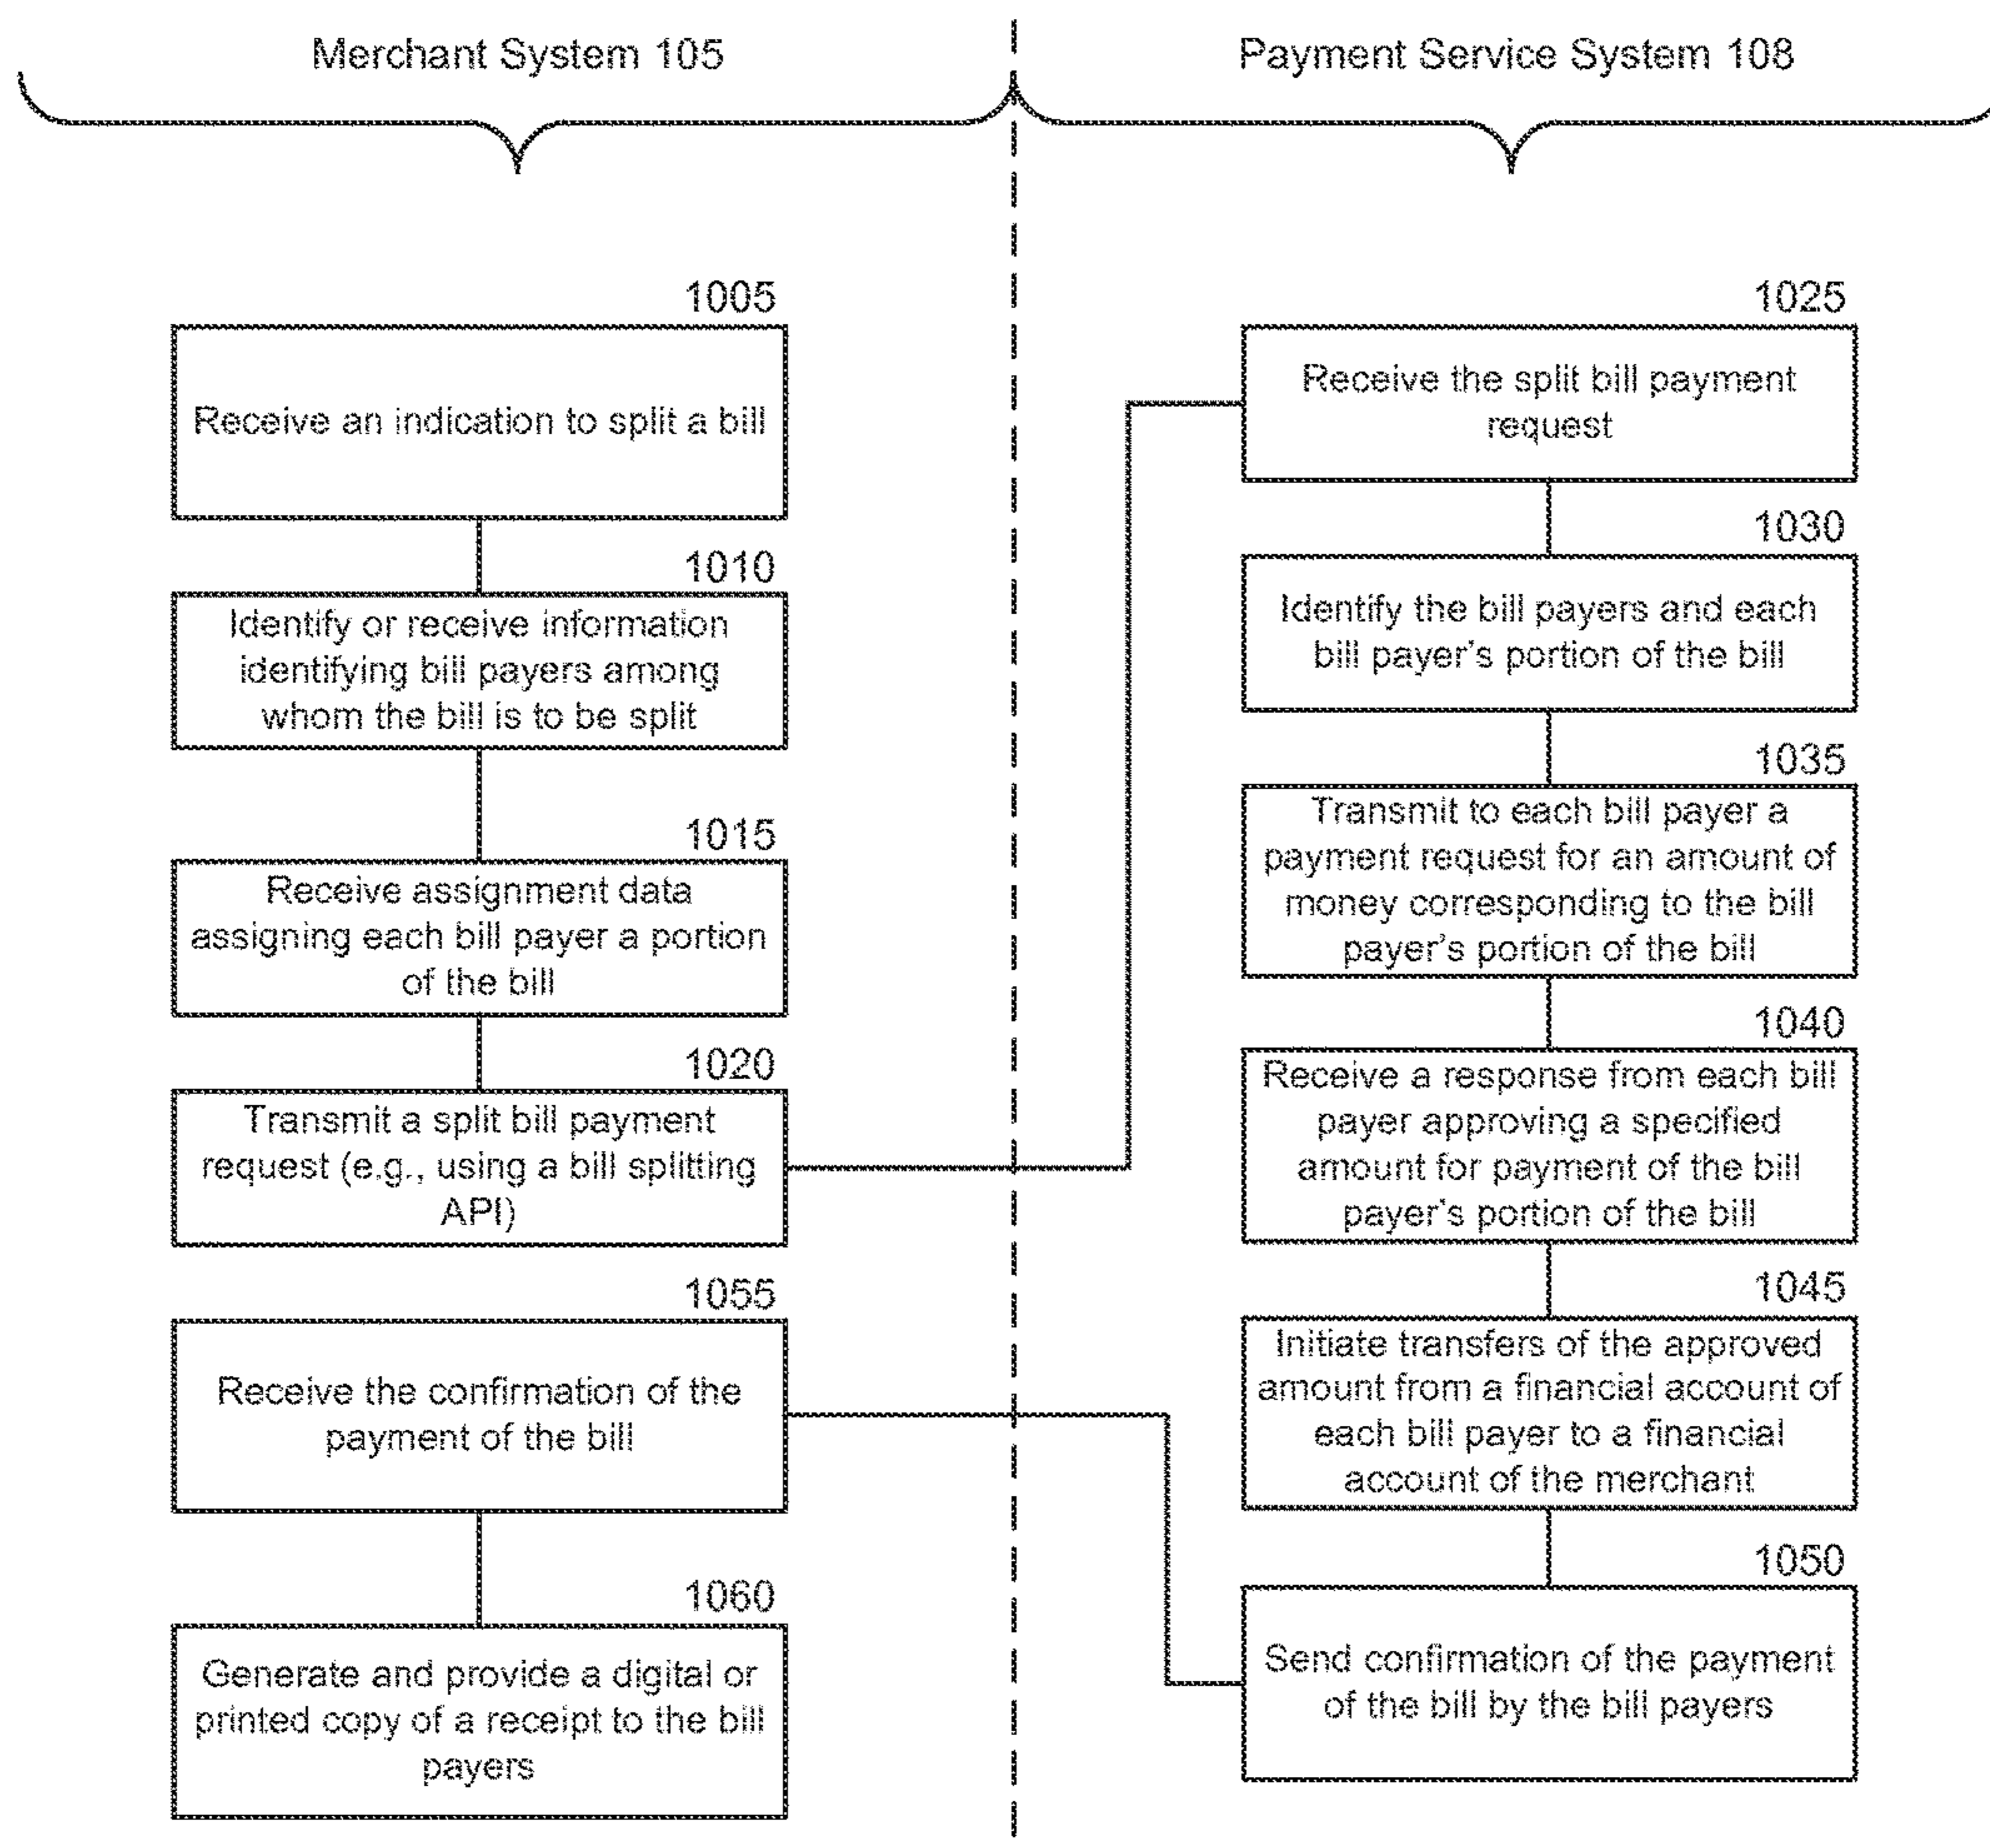 Merchant System 105
Payment Service System 108
1005
Receive an indication to split a bill
1010
Identify or receive information
identifying bill payers among
whom the bill is to be split
1015
Receive assignment data
assigning each bill payer a portion
of the bill
1020
Transmit a split bill payment
request (e.g., using a bill splitting
API)
1055
Receive the confirmation of the
payment of the bill
1060
Generate and provide a digital or
printed copy of a receipt to the bill
payers
1025
Receive the split bill payment
request
1030
Identify the bill payers and each
bill payer's portion of the bill
1035
Transmit to each bill payer a
payment request for an amount of
money corresponding to the bill
payer's portion of the bill
1040
Receive a response from each bill
payer approving a specified
amount for payment of the bill
payer's portion of the bill
1045
Initiate transfers of the approved
amount from a financial account of
each bill payer to a financial
account of the merchant
1050
Send confirmation of the payment
of the bill by the bill payers